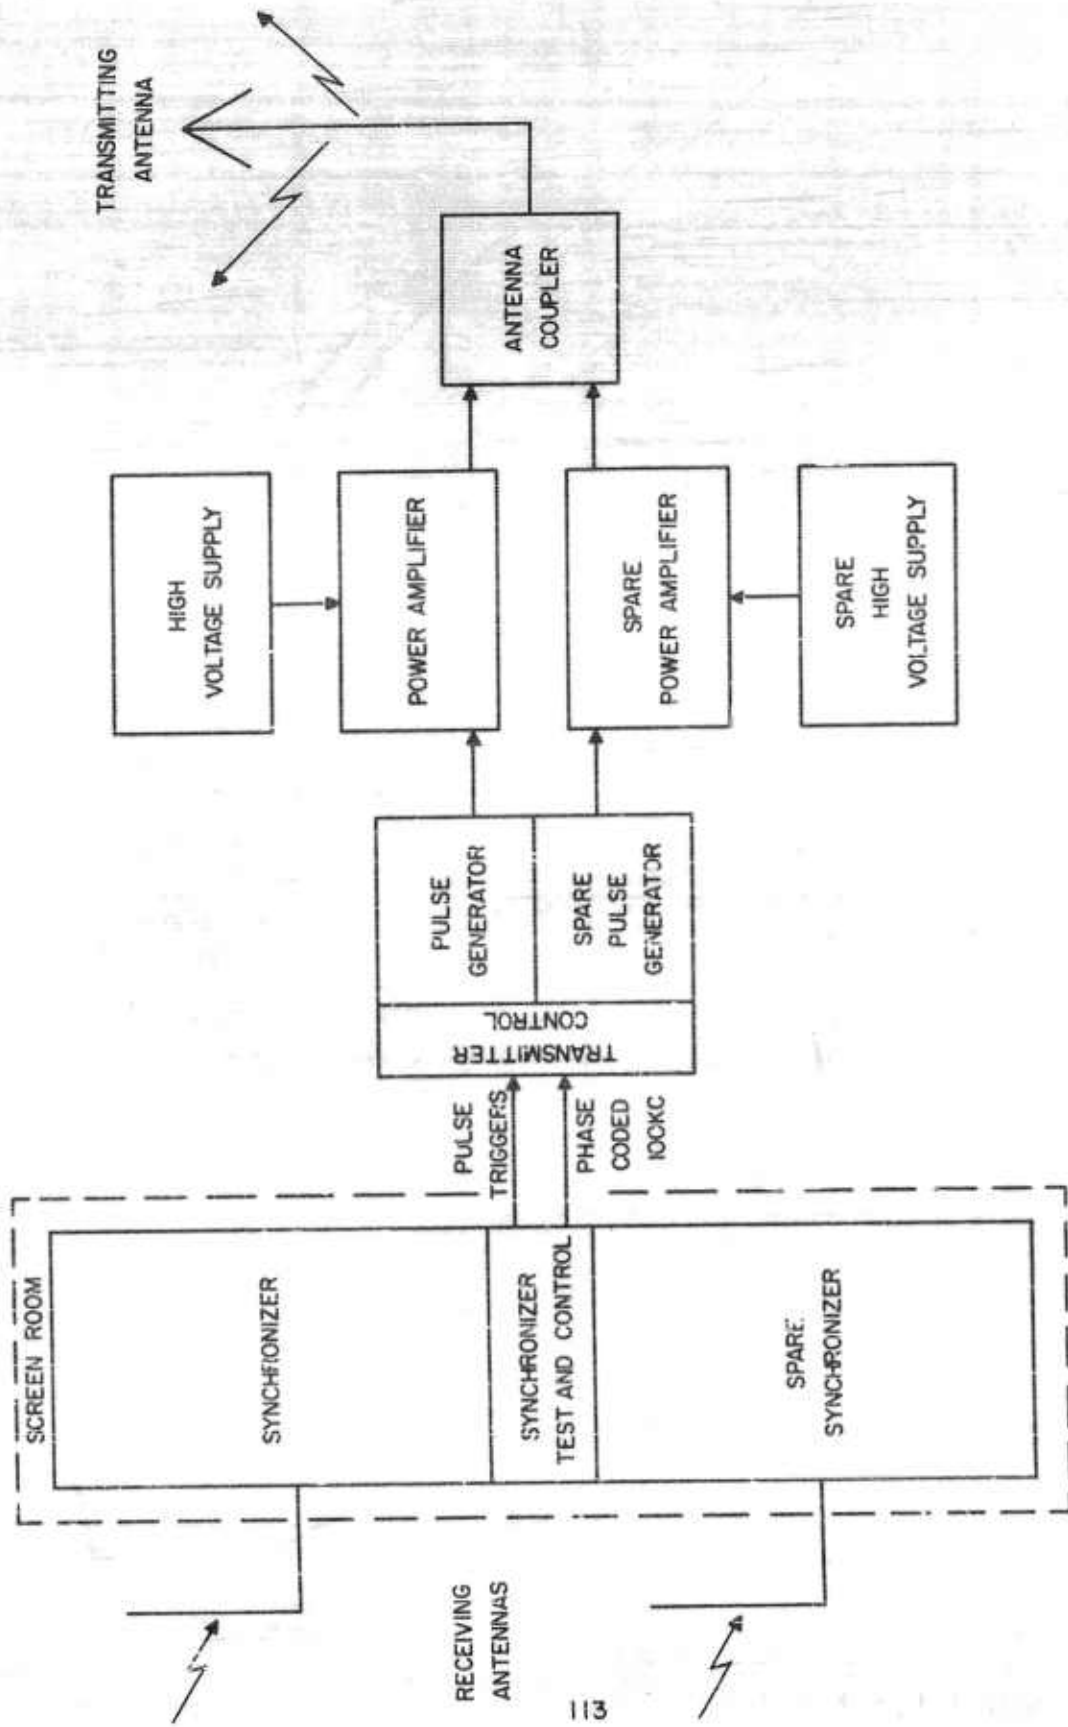 TRANSMITTING
ANTENNA
HIGH
VOLTAGE SUPPLY
POWER AMPLIFIER
ANTENNA
COUPLER
SPARE
POWER AMPLIFIER
SPARE
HIGH
VOLTAGE SUPPLY
PULSE
GENERATOR
SPARE
PULSE
GENERATOR
TRANSMITTER
CONTROL
PULSE
TRIGGERS
PHASE
CODED
100KC
SCREEN ROOM
SYNCHRONIZER
SYNCHRONIZER
TEST AND CONTROL
SPARE
SYNCHRONIZER
RECEIVING
ANTENNAS
113